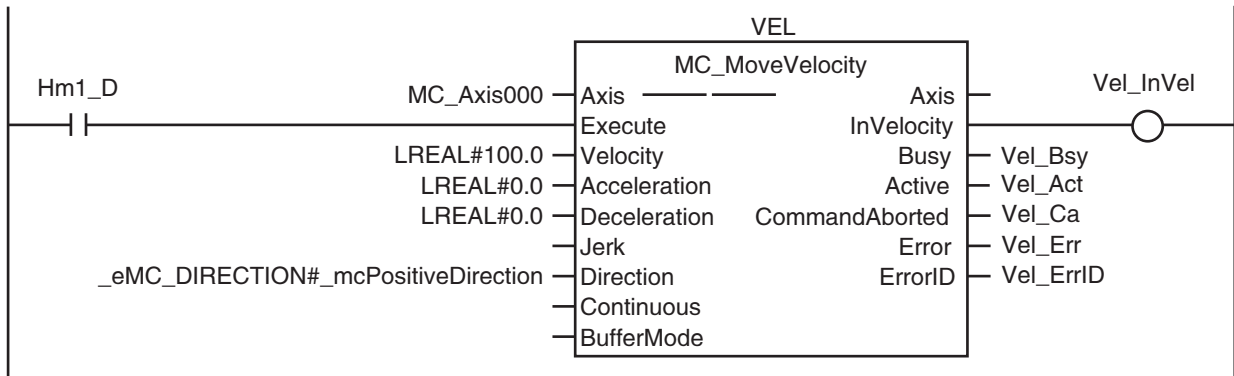 VEL
MC_MoveVelocity
Hm1_D
Vel_InVel
MC_Axis000 Axis Axis
Execute InVelocity
LREAL#100.0 Velocity Busy Vel_Bsy
LREAL#0.0 Acceleration Active Vel_Act
LREAL#0.0 Deceleration CommandAborted Vel_Ca
Jerk Error Vel_Err
_eMC_DIRECTION#_mcPositiveDirection Direction ErrorID Vel_ErrID
Continuous
BufferMode